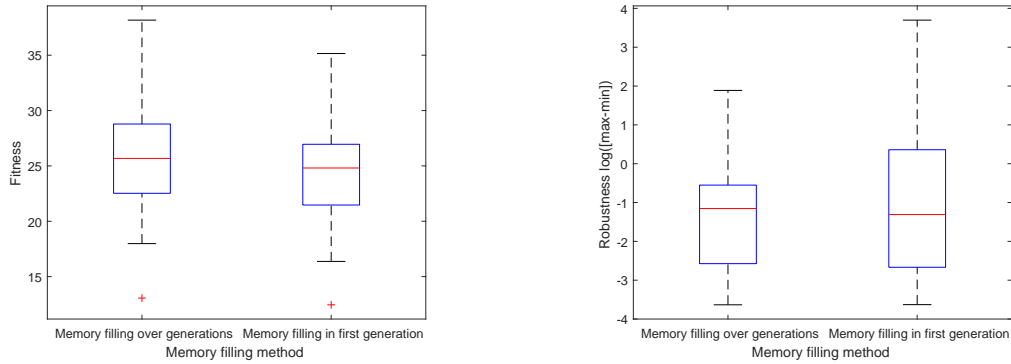 35
30
25
20
15
Fitness
Memory filling over generations
Memory filling in first generation
Memory filling method
4
3
2
1
0
-1
-2
-3
-4
Robustness log([max-min])
Memory filling over generations
Memory filling in first generation
Memory filling method